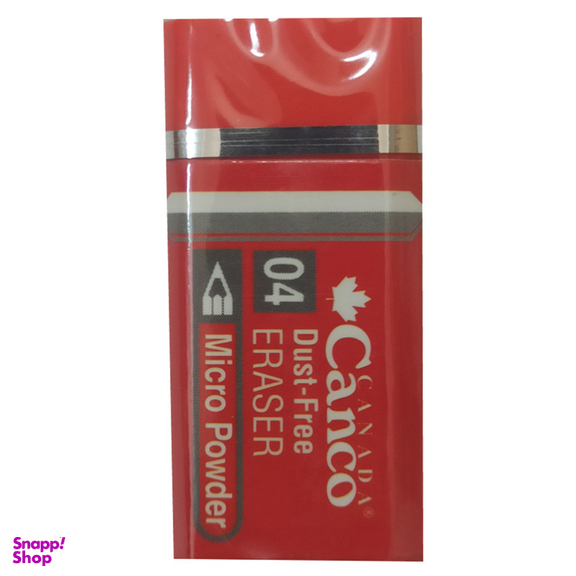 CANADA®
Canco
Dust-Free
04 ERASER
Micro Powder
Snapp!
Shop